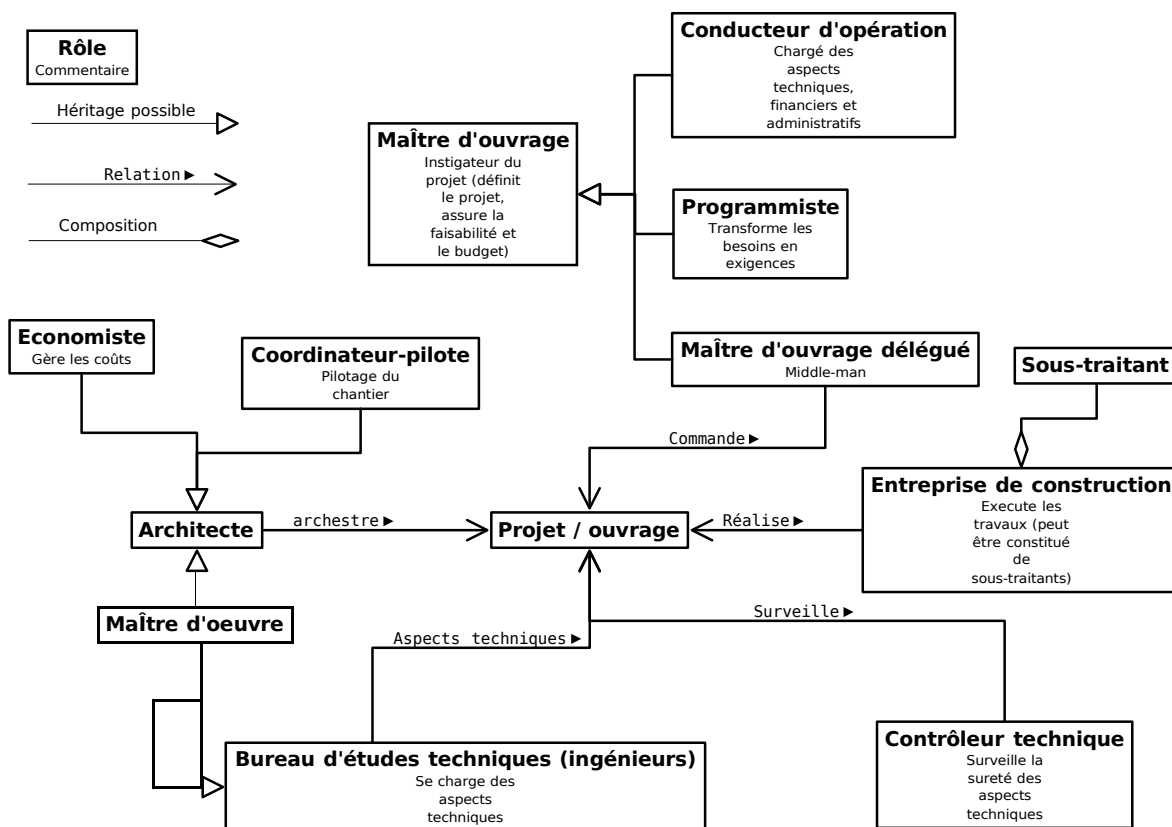 Rôle
Commentaire
Héritage possible
Relation ►
Composition
Conducteur d'opération
Chargé des
aspects
techniques,
financiers et
administratifs
MaÎtre d'ouvrage
Instigateur du
projet (définit
le projet,
assure la
faisabilité et
le budget)
Programmiste
Transforme les
besoins en
exigences
MaÎtre d'ouvrage délégué
Middle-man
Economiste
Gère les coûts
Coordinateur-pilote
Pilotage du
chantier
Sous-traitant
Commande ►
Entreprise de construction
Execute les
travaux (peut
être constitué
de
sous-traitants)
Architecte
archestre ►
Projet / ouvrage
Réalise ►
MaÎtre d'oeuvre
Surveille ►
Aspects techniques ►
Bureau d'études techniques (ingénieurs)
Se charge des
aspects
techniques
Contrôleur technique
Surveille la
sureté des
aspects
techniques